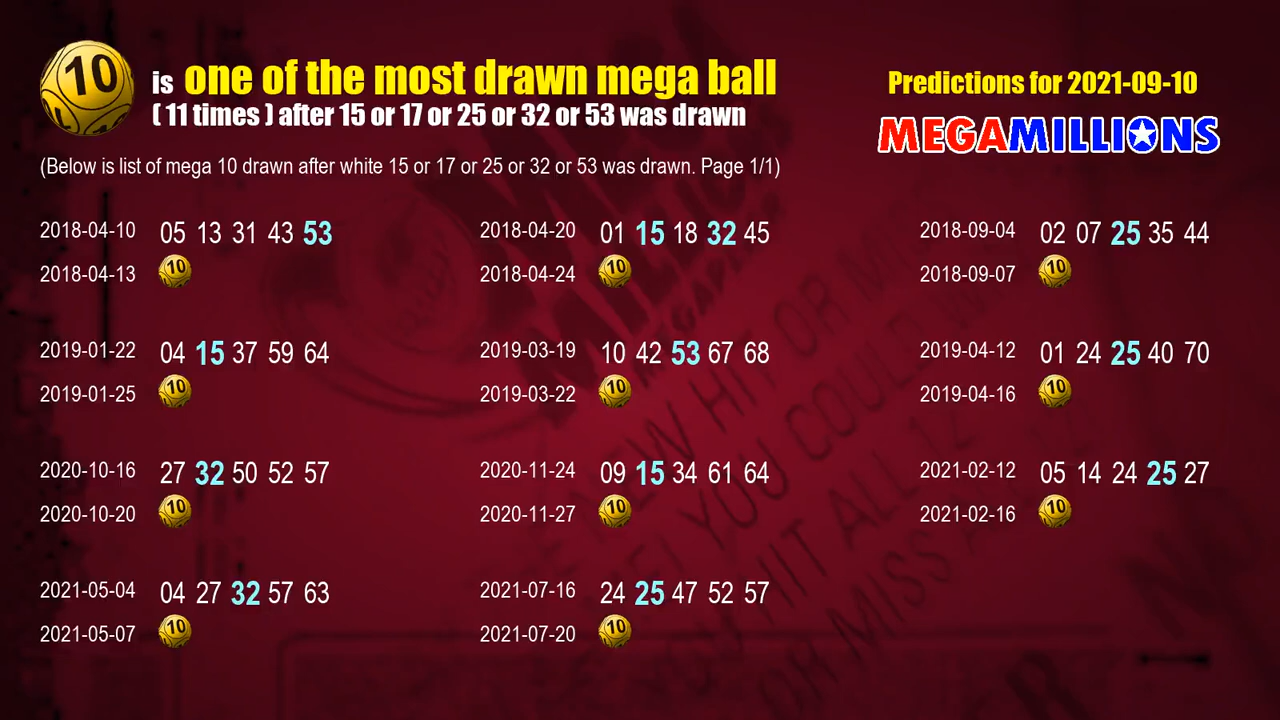 10 is one of the most drawn mega ball
( 11 times ) after 15 or 17 or 25 or 32 or 53 was drawn
Predictions for 2021-09-10
MEGAMILLIONS
(Below is list of mega 10 drawn after white 15 or 17 or 25 or 32 or 53 was drawn. Page 1/1)
2018-04-10 05 13 31 43 53
2018-04-13 10
2018-04-20 01 15 18 32 45
2018-04-24 10
2018-09-04 02 07 25 35 44
2018-09-07 10
2019-01-22 04 15 37 59 64
2019-01-25 10
2019-03-19 10 42 53 67 68
2019-03-22 10
2019-04-12 01 24 25 40 70
2019-04-16 10
2020-10-16 27 32 50 52 57
2020-10-20 10
2020-11-24 09 15 34 61 64
2020-11-27 10
2021-02-12 05 14 24 25 27
2021-02-16 10
2021-05-04 04 27 32 57 63
2021-05-07 10
2021-07-16 24 25 47 52 57
2021-07-20 10